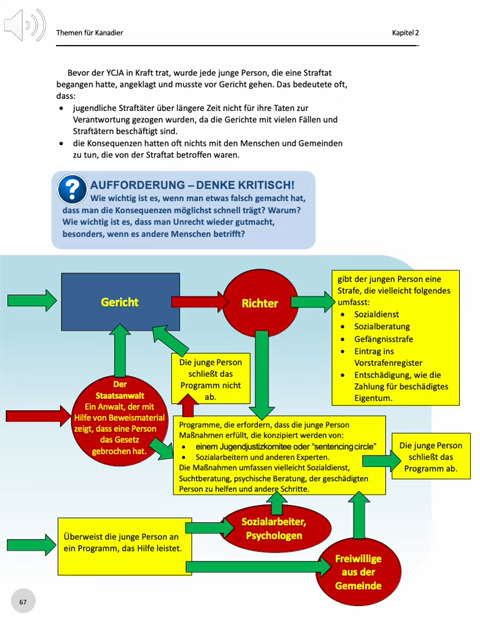 Themen für Kanadier
Kapitel 2
Bevor der YCJA in Kraft trat, wurde jede junge Person, die eine Straftat
begangen hatte, angeklagt und musste vor Gericht gehen. Das bedeutete oft,
dass:
• jugendliche Straftäter über längere Zeit nicht für ihre Taten zur
Verantwortung gezogen wurden, da die Gerichte mit vielen Fällen und
Straftätern beschäftigt sind.
• die Konsequenzen hatten oft nichts mit den Menschen und Gemeinden
zu tun, die von der Straftat betroffen waren.
?
AUFFORDERUNG – DENKE KRITISCH!
Wie wichtig ist es, wenn man etwas falsch gemacht hat,
dass man die Konsequenzen möglichst schnell trägt? Warum?
Wie wichtig ist es, dass man Unrecht wieder gutmacht,
besonders, wenn es andere Menschen betrifft?
Gericht
Richter
gibt der jungen Person eine
Strafe, die vielleicht folgendes
umfasst:
• Sozialdienst
• Sozialberatung
• Gefängnisstrafe
• Eintrag ins
Vorstrafenregister
• Entschädigung, wie die
Zahlung für beschädigtes
Eigentum.
Die junge Person
schließt das
Programm nicht
ab.
Der
Staatsanwalt
Ein Anwalt, der mit
Hilfe von Beweismaterial
zeigt, dass eine Person
das Gesetz
gebrochen hat.
Programme, die erfordern, dass die junge Person
Maßnahmen erfüllt, die konzipiert werden von:
• einem Jugendjustizkomitee oder "sentencing circle"
• Sozialarbeitern und anderen Experten.
Die Maßnahmen umfassen vielleicht Sozialdienst,
Suchtberatung, psychische Beratung, der geschädigten
Person zu helfen und andere Schritte.
Die junge Person
schließt das
Programm ab.
Sozialarbeiter,
Psychologen
Überweist die junge Person an
ein Programm, das Hilfe leistet.
Freiwillige
aus der
Gemeinde
67